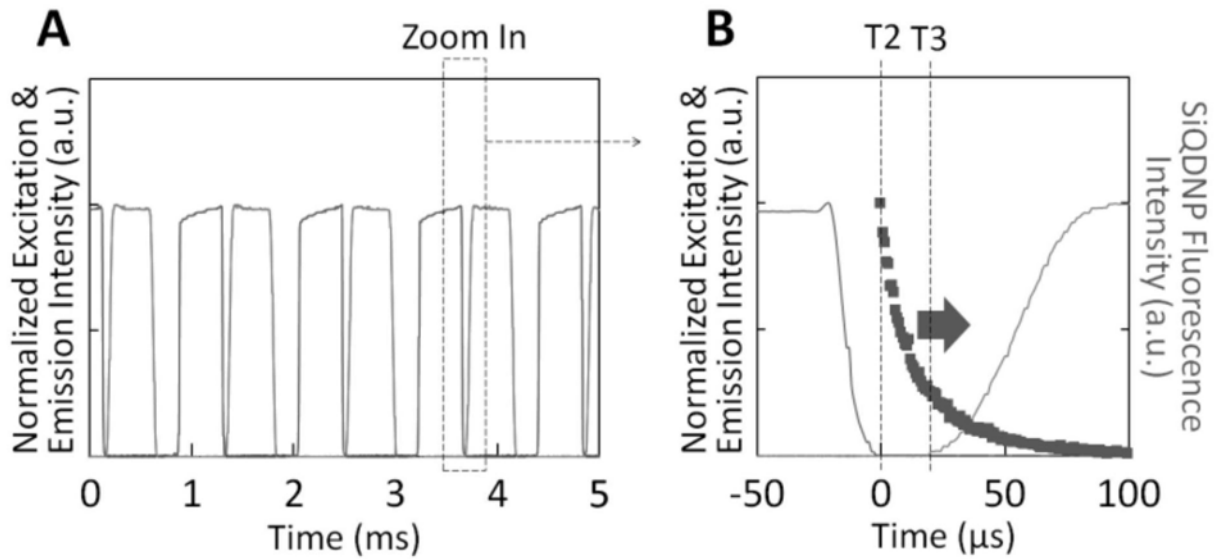 A
Zoom In
Normalized Excitation &
Emission Intensity (a.u.)
0 1 2 3 4 5
Time (ms)
B
T2 T3
Normalized Excitation &
Emission Intensity (a.u.)
SiQDNP Fluorescence
Intensity (a.u.)
-50 0 50 100
Time (μs)